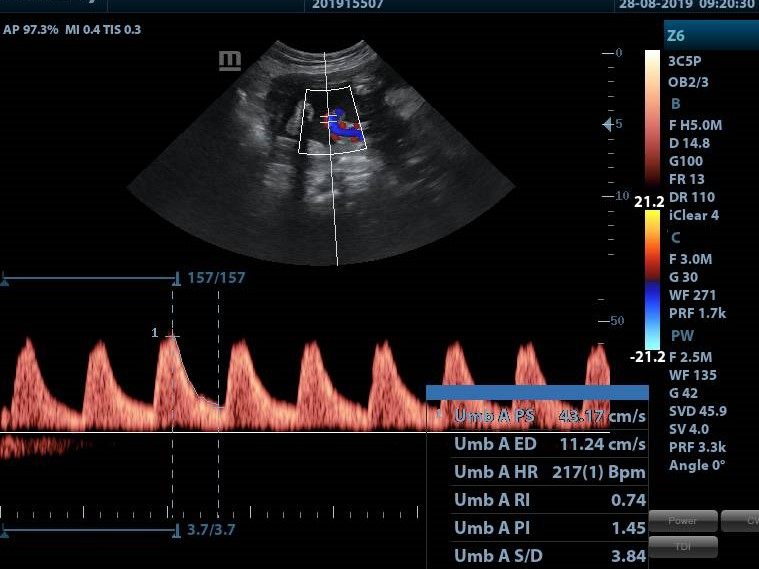 201915507
28-08-2019 09:20:30
AP 97.3% MI 0.4 TIS 0.3
m
Z6
3C5P
OB2/3
B
F H5.0M
D 14.8
G100
FR 13
DR 110
iClear 4
C
F 3.0M
G 30
WF 271
PRF 1.7k
PW
F 2.5M
WF 135
G 42
SVD 45.9
SV 4.0
PRF 3.3k
Angle 0°
0
5
10
21.2
-21.2
50
157/157
1
1 Umb A PS 43.17 cm/s
Umb A ED 11.24 cm/s
Umb A HR 217(1) Bpm
Umb A RI 0.74
Umb A PI 1.45
Umb A S/D 3.84
3.7/3.7
Power
CW
TDI